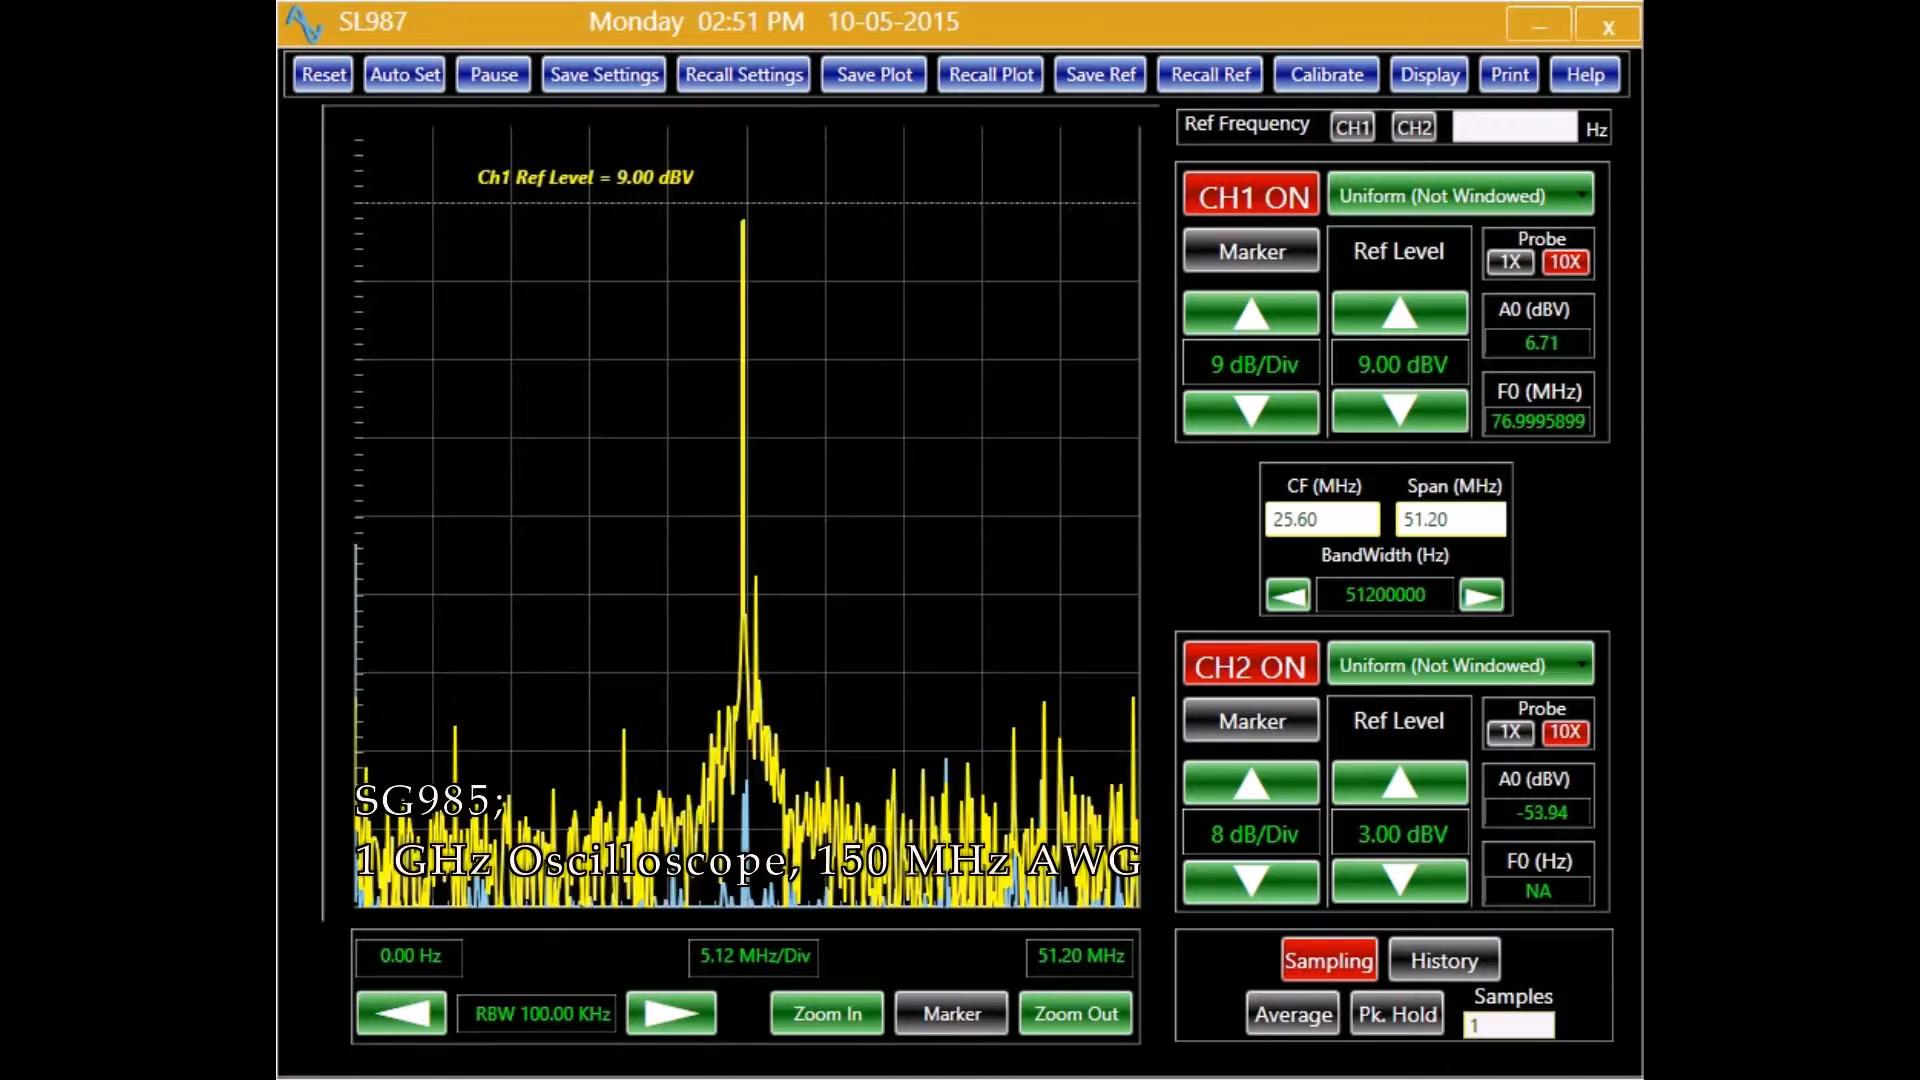 SL987 Monday 02:51 PM 10-05-2015 x
Reset Auto Set Pause Save Settings Recall Settings Save Plot Recall Plot Save Ref Recall Ref Calibrate Display Print Help
Ref Frequency CH1 CH2 Hz
Ch1 Ref Level = 9.00 dBV
CH1 ON Uniform (Not Windowed)
Marker Ref Level Probe
1X 10X
A0 (dBV)
6.71
9 dB/Div 9.00 dBV
F0 (MHz)
76.9995899
CF (MHz) Span (MHz)
25.60 51.20
BandWidth (Hz)
51200000
CH2 ON Uniform (Not Windowed)
Marker Ref Level Probe
1X 10X
A0 (dBV)
-53.94
8 dB/Div 3.00 dBV
F0 (Hz)
NA
SG985;
1 GHz Oscilloscope, 150 MHz AWG
0.00 Hz 5.12 MHz/Div 51.20 MHz
RBW 100.00 KHz Zoom In Marker Zoom Out
Sampling History
Average Pk. Hold Samples
1